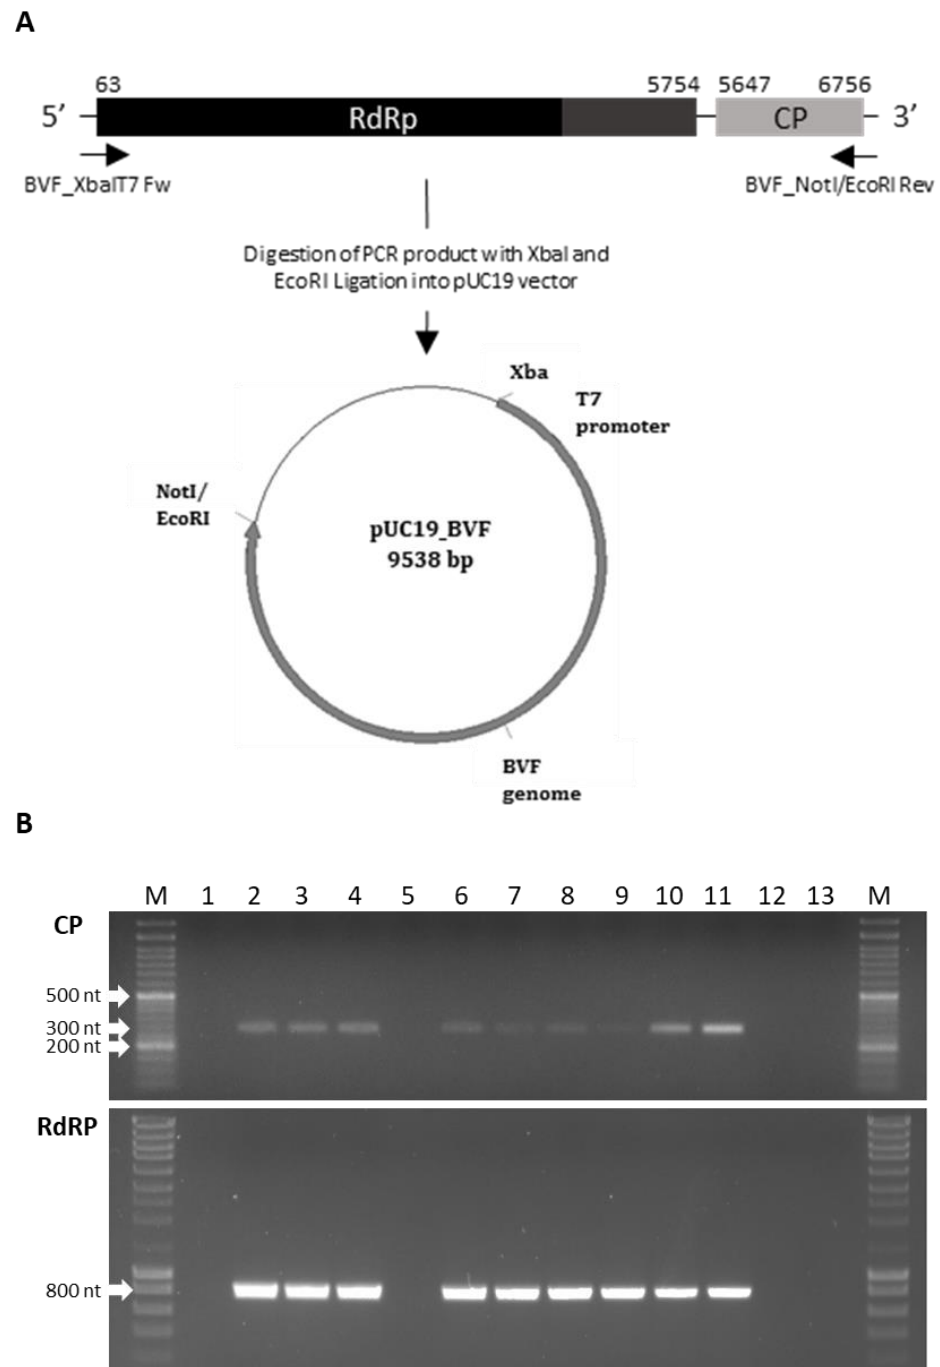 A
63 5754 5647 6756
5’ RdRp CP 3’
BVF_XbaIT7 Fw BVF_NotI/EcoRI Rev
Digestion of PCR product with XbaI and
EcoRI Ligation into pUC19 vector
Xba
T7
promoter
NotI/
EcoRI
pUC19_BVF
9538 bp
BVF
genome
B
M 1 2 3 4 5 6 7 8 9 10 11 12 13 M
CP
500 nt
300 nt
200 nt
RdRP
800 nt